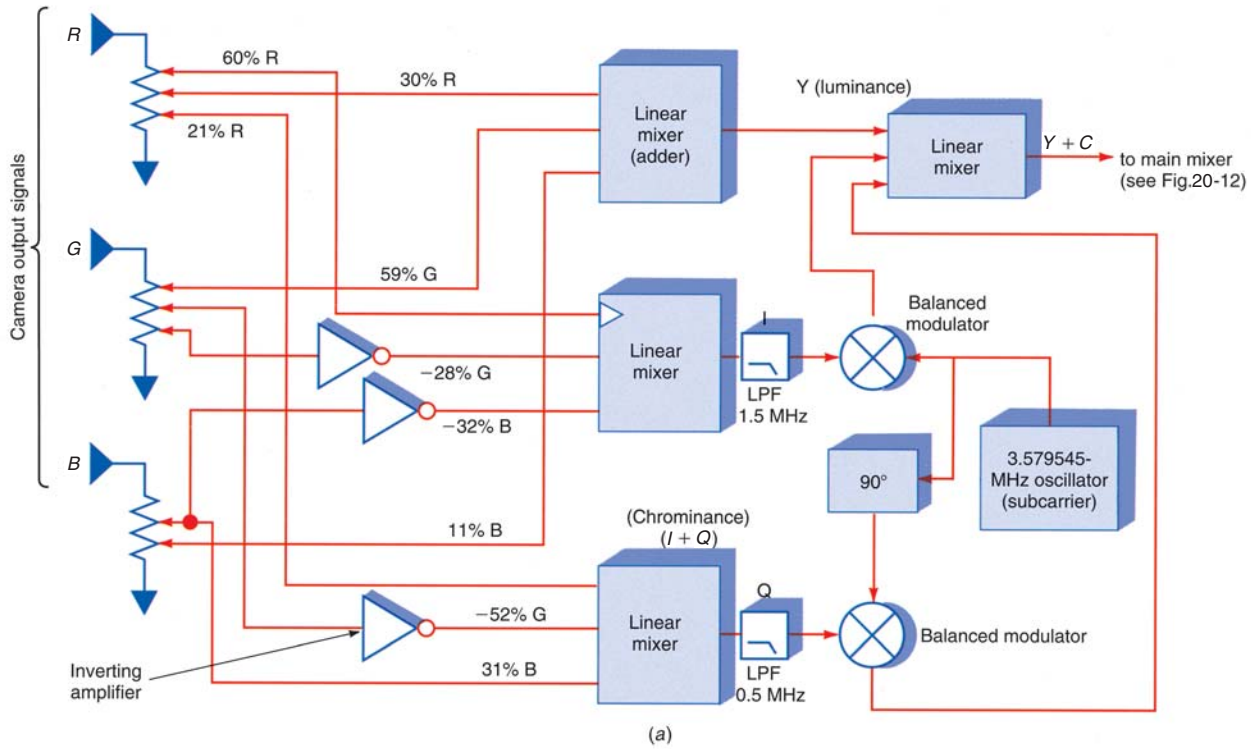 Camera output signals
R
60% R
30% R
21% R
Linear
mixer
(adder)
Y (luminance)
Linear
mixer
Y + C
to main mixer
(see Fig.20-12)
G
59% G
−28% G
−32% B
Linear
mixer
I
LPF
1.5 MHz
Balanced
modulator
B
11% B
90°
3.579545-
MHz oscillator
(subcarrier)
(Chrominance)
(I + Q)
−52% G
31% B
Linear
mixer
Q
LPF
0.5 MHz
Balanced modulator
Inverting
amplifier
(a)